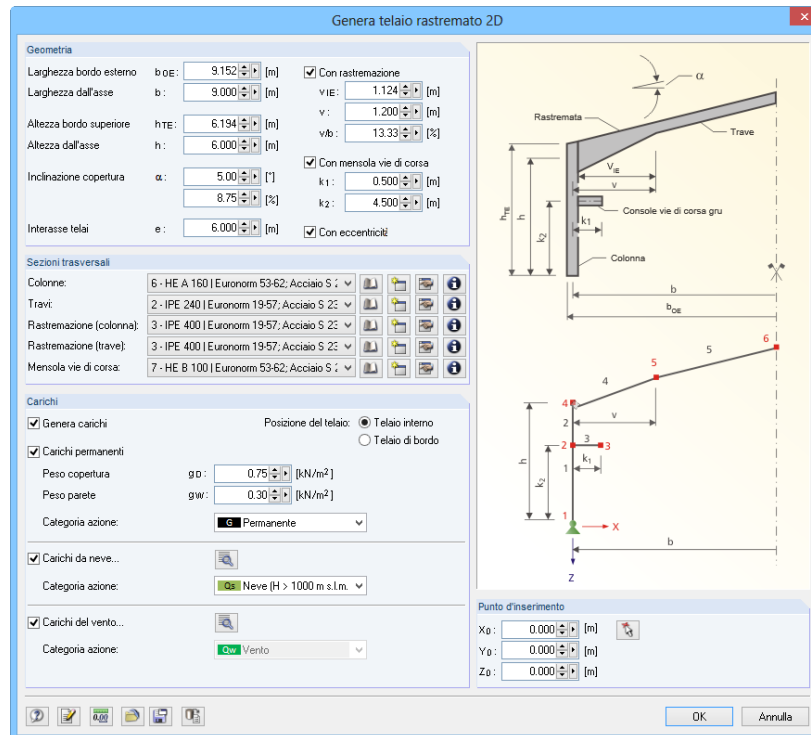 Genera telaio rastremato 2D
Geometria
Larghezza bordo esterno bOE: 9.152 [m]
Larghezza dall'asse b: 9.000 [m]
Altezza bordo superiore hTE: 6.194 [m]
Altezza dall'asse h: 6.000 [m]
Inclinazione copertura α: 5.00 [°]
8.75 [%]
Interasse telai e: 6.000 [m]
Con rastremazione
vIE: 1.124 [m]
v: 1.200 [m]
v/b: 13.33 [%]
Con mensola vie di corsa
k1: 0.500 [m]
k2: 4.500 [m]
Con eccentricità
Sezioni trasversali
Colonne: 6 - HE A 160 | Euronorm 53-62; Acciaio S 2
Travi: 2 - IPE 240 | Euronorm 19-57; Acciaio S 23
Rastremazione (colonna): 3 - IPE 400 | Euronorm 19-57; Acciaio S 23
Rastremazione (trave): 3 - IPE 400 | Euronorm 19-57; Acciaio S 23
Mensola vie di corsa: 7 - HE B 100 | Euronorm 53-62; Acciaio S 2
Carichi
Genera carichi
Posizione del telaio: Telaio interno
Telaio di bordo
Carichi permanenti
Peso copertura gD: 0.75 [kN/m²]
Peso parete gW: 0.30 [kN/m²]
Categoria azione: G Permanente
Carichi da neve...
Categoria azione: Qs Neve (H > 1000 m s.l.m.
Carichi del vento...
Categoria azione: Qw Vento
α
Rastremata
Trave
VIE
v
k1
Console vie di corsa gru
hTE
h
k2
Colonna
b
bOE
6
5
5
4
4
v
2
2
3
3
k1
h
k2
1
1
X
b
Z
Punto d'inserimento
X0: 0.000 [m]
Y0: 0.000 [m]
Z0: 0.000 [m]
0.00
OK
Annulla